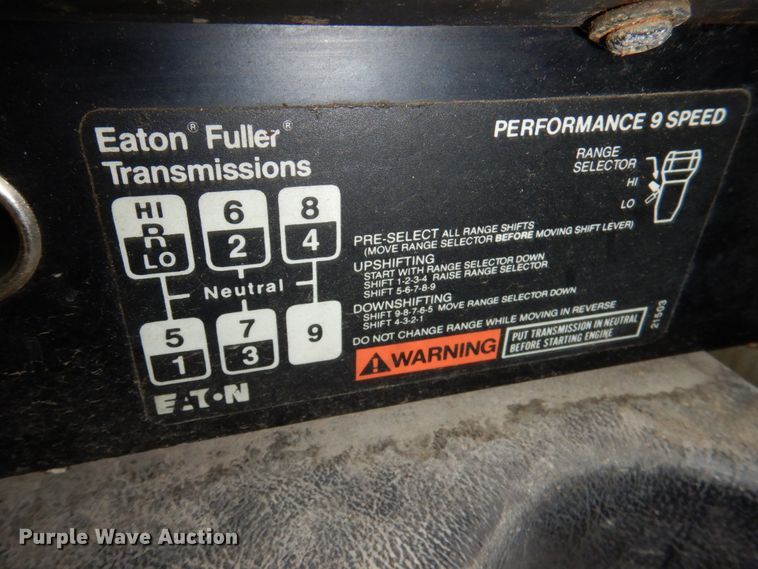 Eaton® Fuller®
Transmissions
PERFORMANCE 9 SPEED
RANGE
SELECTOR
HI
LO
HI 6 8
R 2 4
LO
Neutral
5 7 9
1 3
EATON
PRE-SELECT ALL RANGE SHIFTS
(MOVE RANGE SELECTOR BEFORE MOVING SHIFT LEVER)
UPSHIFTING
START WITH RANGE SELECTOR DOWN
SHIFT 1-2-3-4 RAISE RANGE SELECTOR
SHIFT 5-6-7-8-9
DOWNSHIFTING
SHIFT 9-8-7-6-5 MOVE RANGE SELECTOR DOWN
SHIFT 4-3-2-1
DO NOT CHANGE RANGE WHILE MOVING IN REVERSE
WARNING
PUT TRANSMISSION IN NEUTRAL
BEFORE STARTING ENGINE
21503
Purple Wave Auction